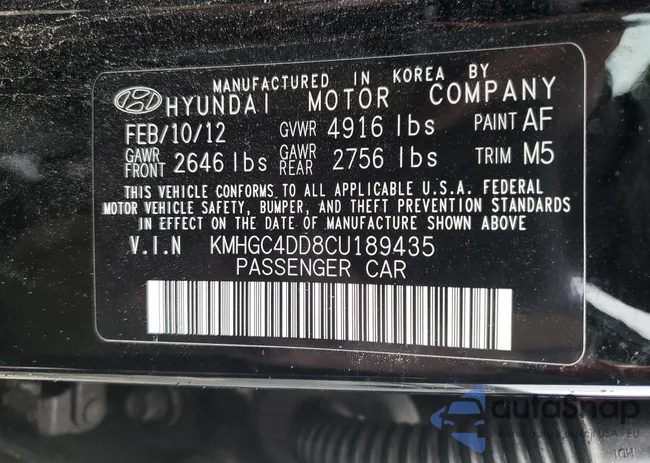 MANUFACTURED IN KOREA BY
HYUNDAI MOTOR COMPANY
FEB/10/12 GVWR 4916 lbs PAINT AF
GAWR FRONT 2646 lbs GAWR REAR 2756 lbs TRIM M5
THIS VEHICLE CONFORMS TO ALL APPLICABLE U.S.A. FEDERAL
MOTOR VEHICLE SAFETY, BUMPER, AND THEFT PREVENTION STANDARDS
IN EFFECT ON THE DATE OF MANUFACTURE SHOWN ABOVE
V.I.N KMHGC4DD8CU189435
PASSENGER CAR
autoSnap